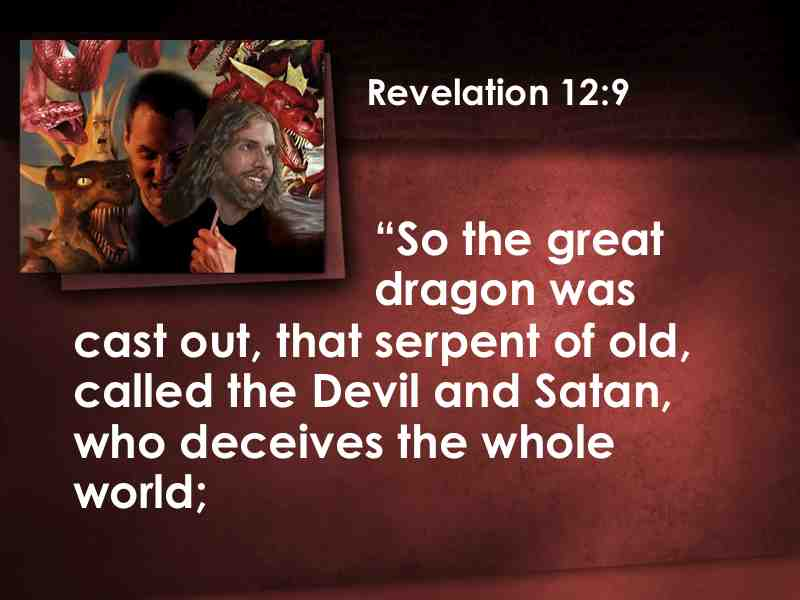 Revelation 12:9
“So the great
dragon was
cast out, that serpent of old,
called the Devil and Satan,
who deceives the whole
world;